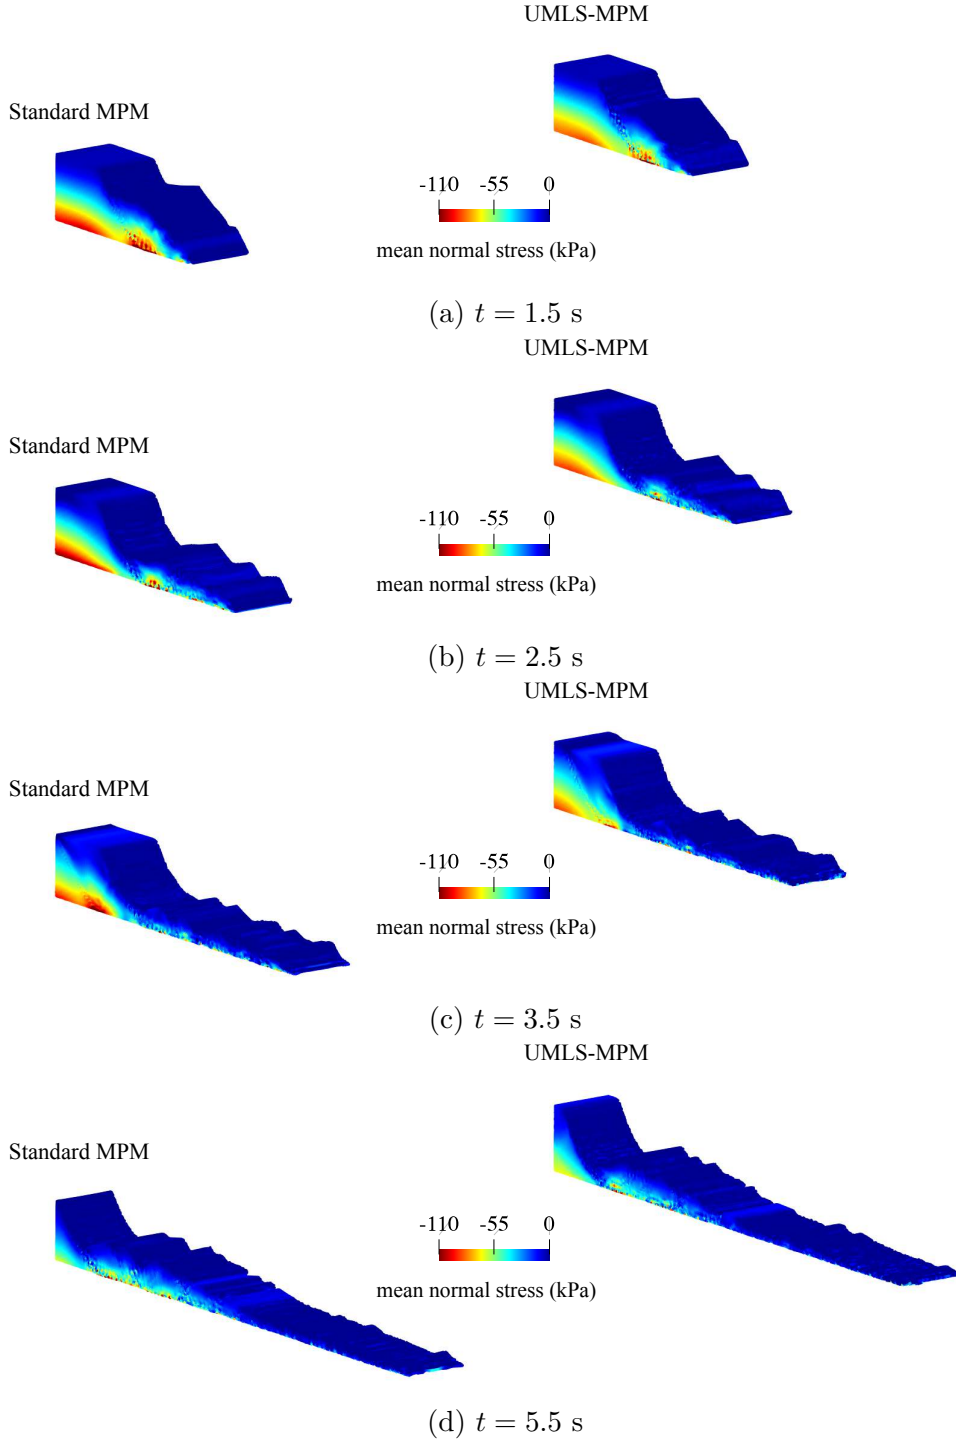 UMLS-MPM
Standard MPM
-110 -55 0
mean normal stress (kPa)
(a) t = 1.5 s
UMLS-MPM
Standard MPM
-110 -55 0
mean normal stress (kPa)
(b) t = 2.5 s
UMLS-MPM
Standard MPM
-110 -55 0
mean normal stress (kPa)
(c) t = 3.5 s
UMLS-MPM
Standard MPM
-110 -55 0
mean normal stress (kPa)
(d) t = 5.5 s